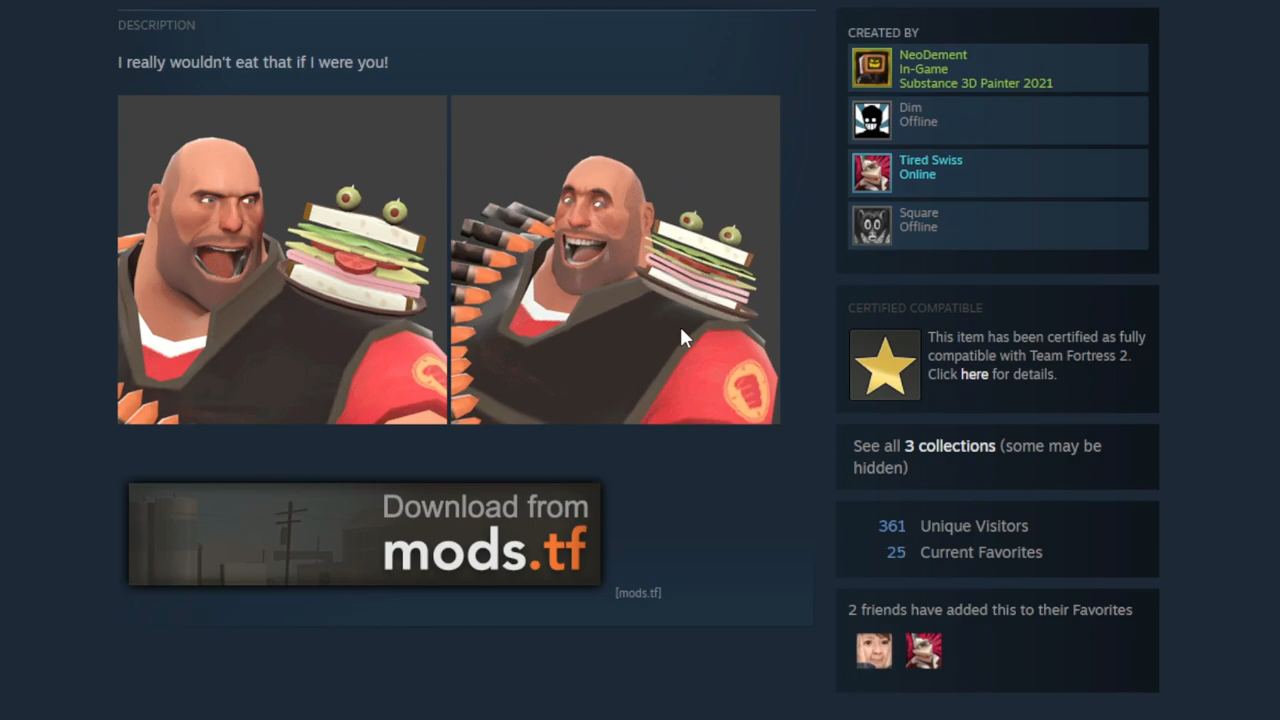 DESCRIPTION
I really wouldn't eat that if I were you!
Download from
mods.tf
[mods.tf]
CREATED BY
NeoDement
In-Game
Substance 3D Painter 2021
Dim
Offline
Tired Swiss
Online
Square
Offline
CERTIFIED COMPATIBLE
This item has been certified as fully
compatible with Team Fortress 2.
Click here for details.
See all 3 collections (some may be
hidden)
361 Unique Visitors
25 Current Favorites
2 friends have added this to their Favorites